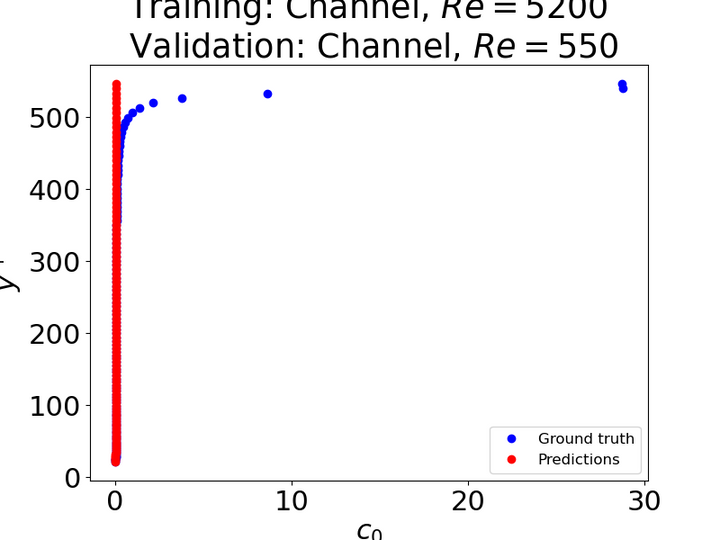 Training: Channel, Re = 5200
Validation: Channel, Re = 550
500
400
300
200
100
0
0 10 20 30
c₀
Ground truth
Predictions